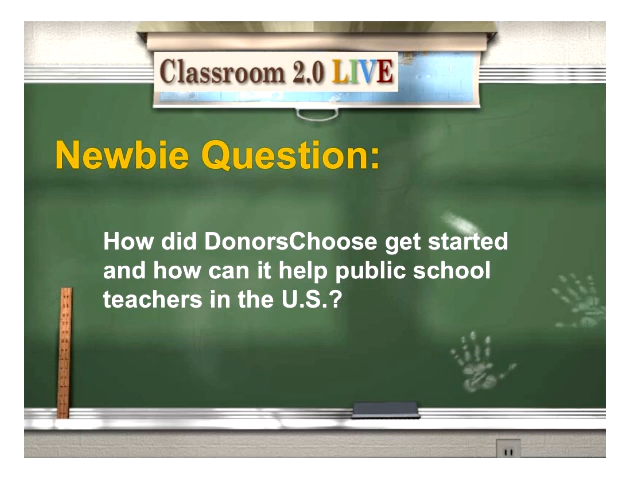 Classroom 2.0 LIVE
Newbie Question:
How did DonorsChoose get started
and how can it help public school
teachers in the U.S.?